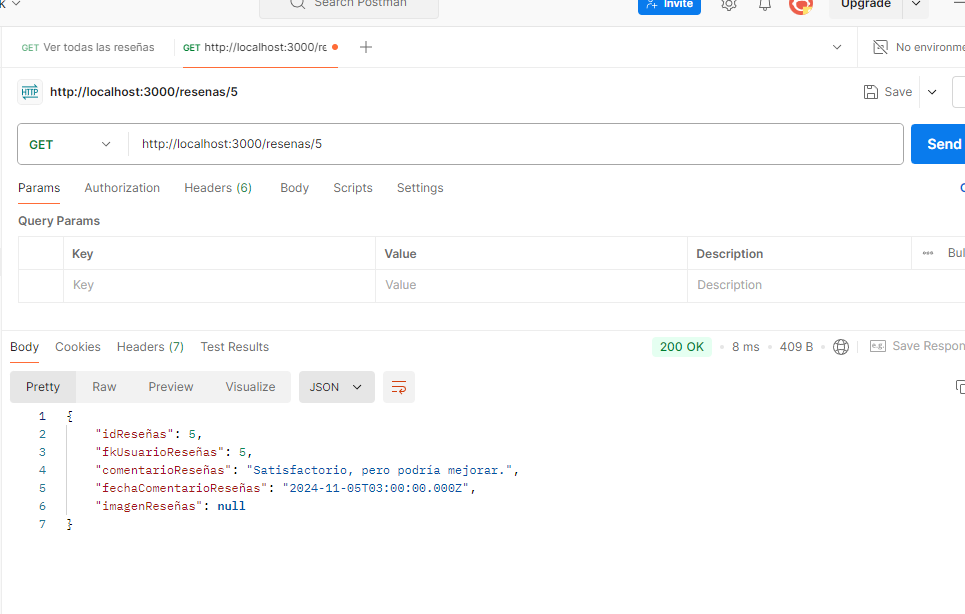 Search Postman
Invite
Upgrade
GET Ver todas las reseñas
GET http://localhost:3000/re
No environme
HTTP http://localhost:3000/resenas/5
Save
GET http://localhost:3000/resenas/5
Send
Params Authorization Headers (6) Body Scripts Settings
Query Params
Key Value Description Bul
Key Value Description
Body Cookies Headers (7) Test Results
200 OK • 8 ms • 409 B • e.g. Save Respon
Pretty Raw Preview Visualize JSON
1 {
2 "idReseñas": 5,
3 "fkUsuarioReseñas": 5,
4 "comentarioReseñas": "Satisfactorio, pero podría mejorar.",
5 "fechaComentarioReseñas": "2024-11-05T03:00:00.000Z",
6 "imagenReseñas": null
7 }